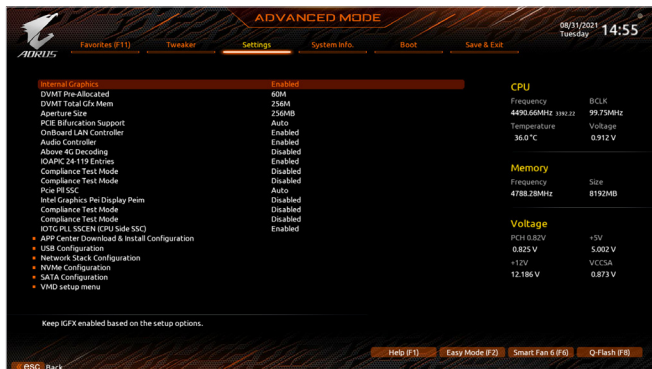 ADVANCED MODE
08/31/2021 Tuesday 14:55
AORUS
Favorites (F11) Tweaker Settings System Info. Boot Save & Exit
Internal Graphics Enabled
DVMT Pre-Allocated 60M
DVMT Total Gfx Mem 256M
Aperture Size 256MB
PCIE Bifurcation Support Auto
OnBoard LAN Controller Enabled
Audio Controller Enabled
Above 4G Decoding Disabled
IOAPIC 24-119 Entries Enabled
Compliance Test Mode Disabled
Compliance Test Mode Disabled
Pcie Pll SSC Auto
Intel Graphics Pei Display Peim Disabled
Compliance Test Mode Disabled
Compliance Test Mode Disabled
IOTG PLL SSCEN (CPU Side SSC) Enabled
APP Center Download & Install Configuration
USB Configuration
Network Stack Configuration
NVMe Configuration
SATA Configuration
VMD setup menu
CPU
Frequency BCLK
4490.66MHz 3392.22 99.75MHz
Temperature Voltage
36.0 °C 0.912 V
Memory
Frequency Size
4788.28MHz 8192MB
Voltage
PCH 0.82V +5V
0.825 V 5.002 V
+12V VCCSA
12.186 V 0.873 V
Keep IGFX enabled based on the setup options.
Help (F1) Easy Mode (F2) Smart Fan 6 (F6) Q-Flash (F8)
esc Back